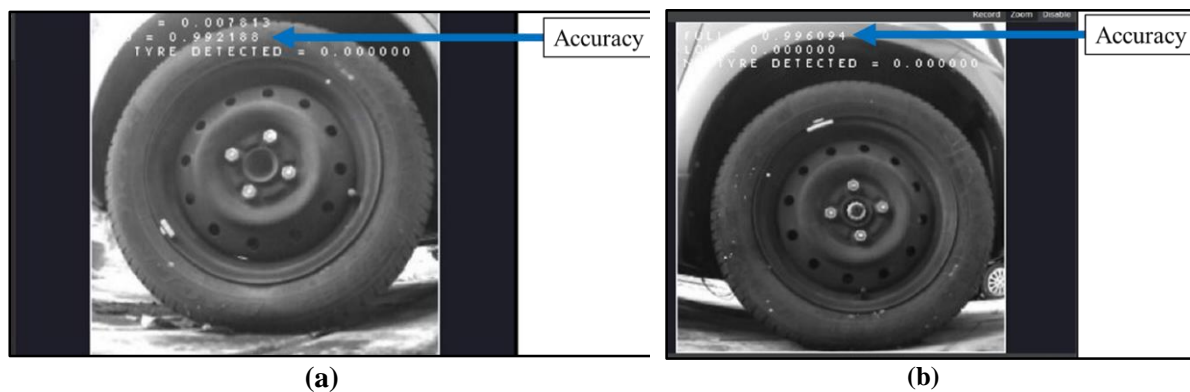 = 0.007813
= 0.992188
TYRE DETECTED = 0.000000
Accuracy
(a)
Record Zoom Disable
0.996094
0.000000
TYRE DETECTED = 0.000000
Accuracy
(b)